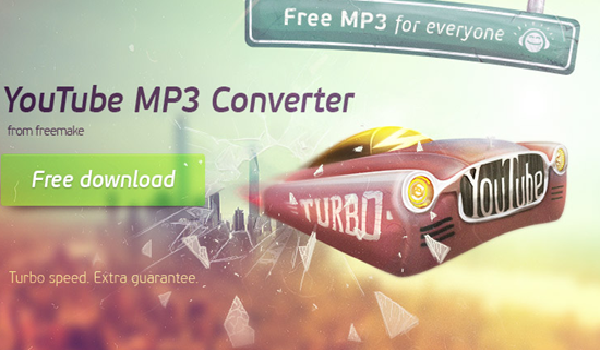 Free MP3 for everyone
YouTube MP3 Converter
from freemake
Free download
TURBO
YouTube
Turbo speed. Extra guarantee.